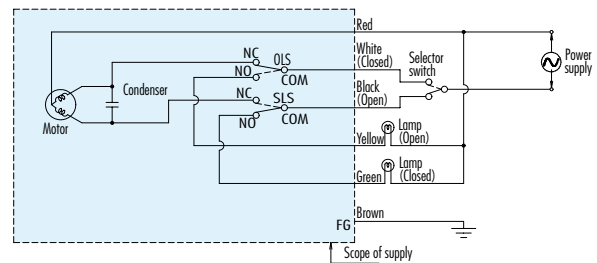 Red
White
(Closed)
NC
OLS
NO
COM
Selector
switch
Power
supply
Condenser
Black
(Open)
NC
SLS
NO
COM
Motor
Lamp
(Open)
Yellow
Lamp
(Closed)
Green
Brown
FG
Scope of supply